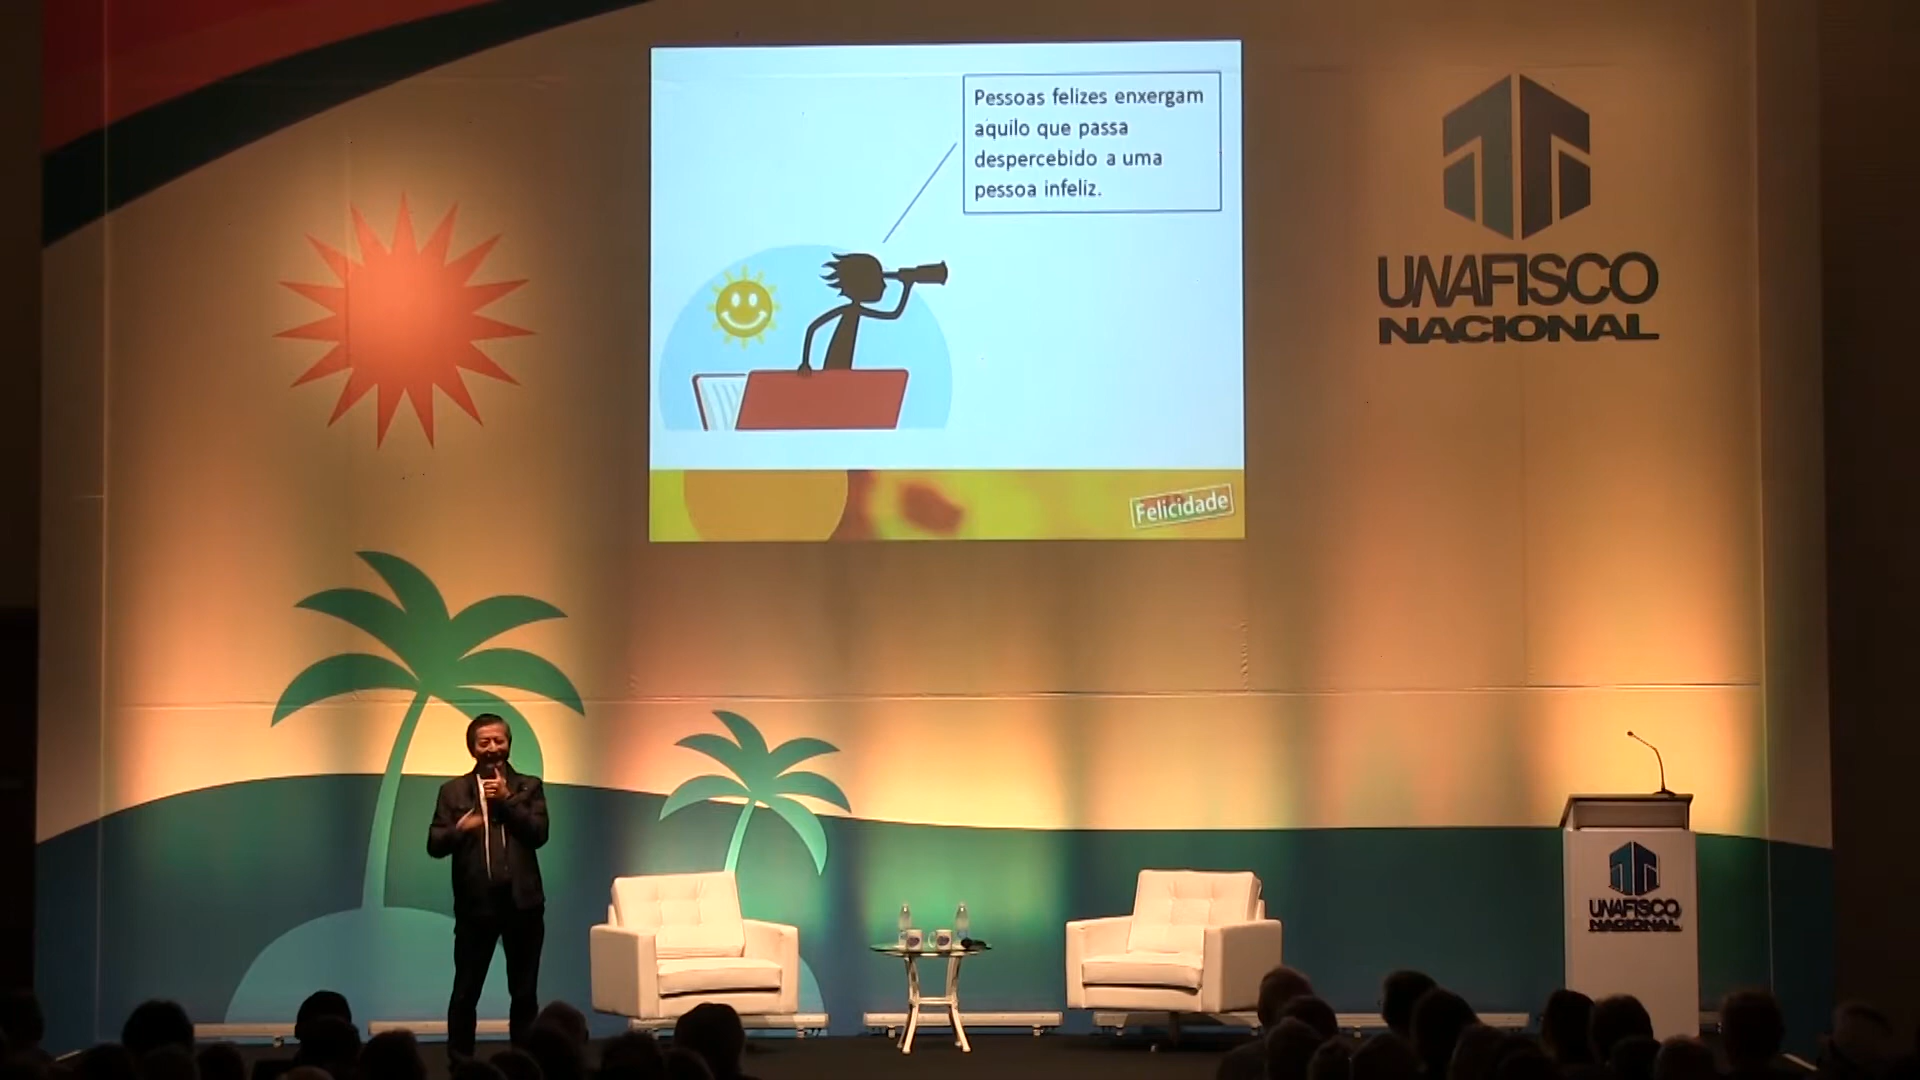 Pessoas felizes enxergam
aquilo que passa
despercebido a uma
pessoa infeliz.
Felicidade
UNAFISCO
NACIONAL
UNAFISCO
NACIONAL